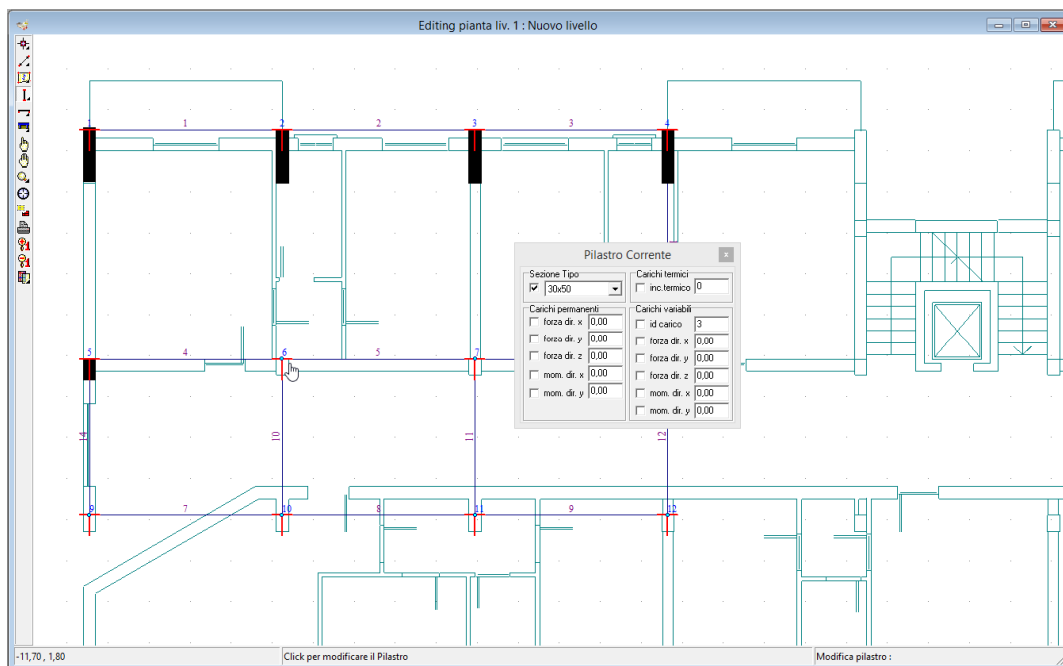 Editing pianta liv. 1 : Nuovo livello
1 1 2 2 3 3 4
Pilastro Corrente
Sezione Tipo
30x50
Carichi termici
inc.termico 0
Carichi permanenti
forza dir. x 0,00
forza dir. y 0,00
forza dir. z 0,00
mom. dir. x 0,00
mom. dir. y 0,00
Carichi variabili
id carico 3
forza dir. x 0,00
forza dir. y 0,00
forza dir. z 0,00
mom. dir. x 0,00
mom. dir. y 0,00
5 4 6 5 7
14 10 11 12
9 7 10 8 11 9 12
-11,70 , 1,80
Click per modificare il Pilastro
Modifica pilastro :